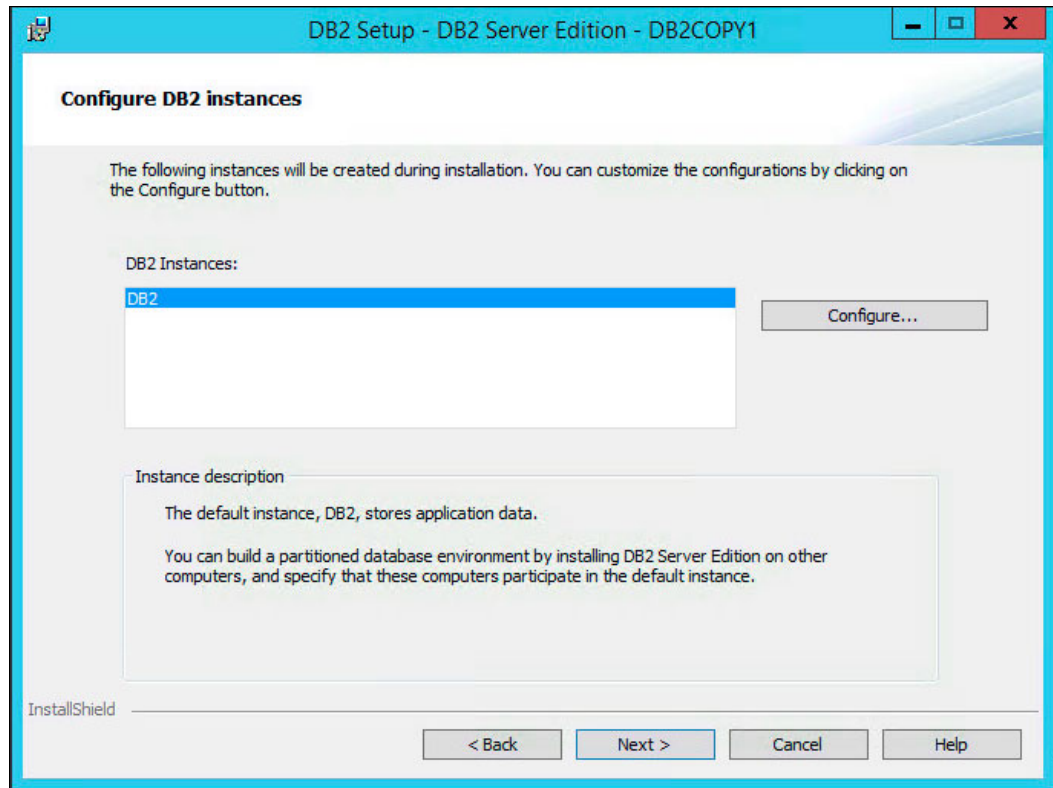 DB2 Setup - DB2 Server Edition - DB2COPY1
Configure DB2 instances
The following instances will be created during installation. You can customize the configurations by clicking on
the Configure button.
DB2 Instances:
DB2
Configure...
Instance description
The default instance, DB2, stores application data.
You can build a partitioned database environment by installing DB2 Server Edition on other
computers, and specify that these computers participate in the default instance.
InstallShield
< Back
Next >
Cancel
Help